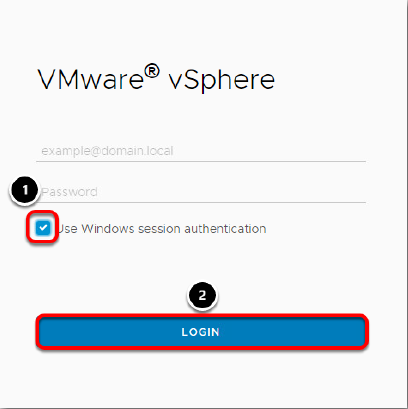 VMware® vSphere
example@domain.local
1
Password
Use Windows session authentication
2
LOGIN